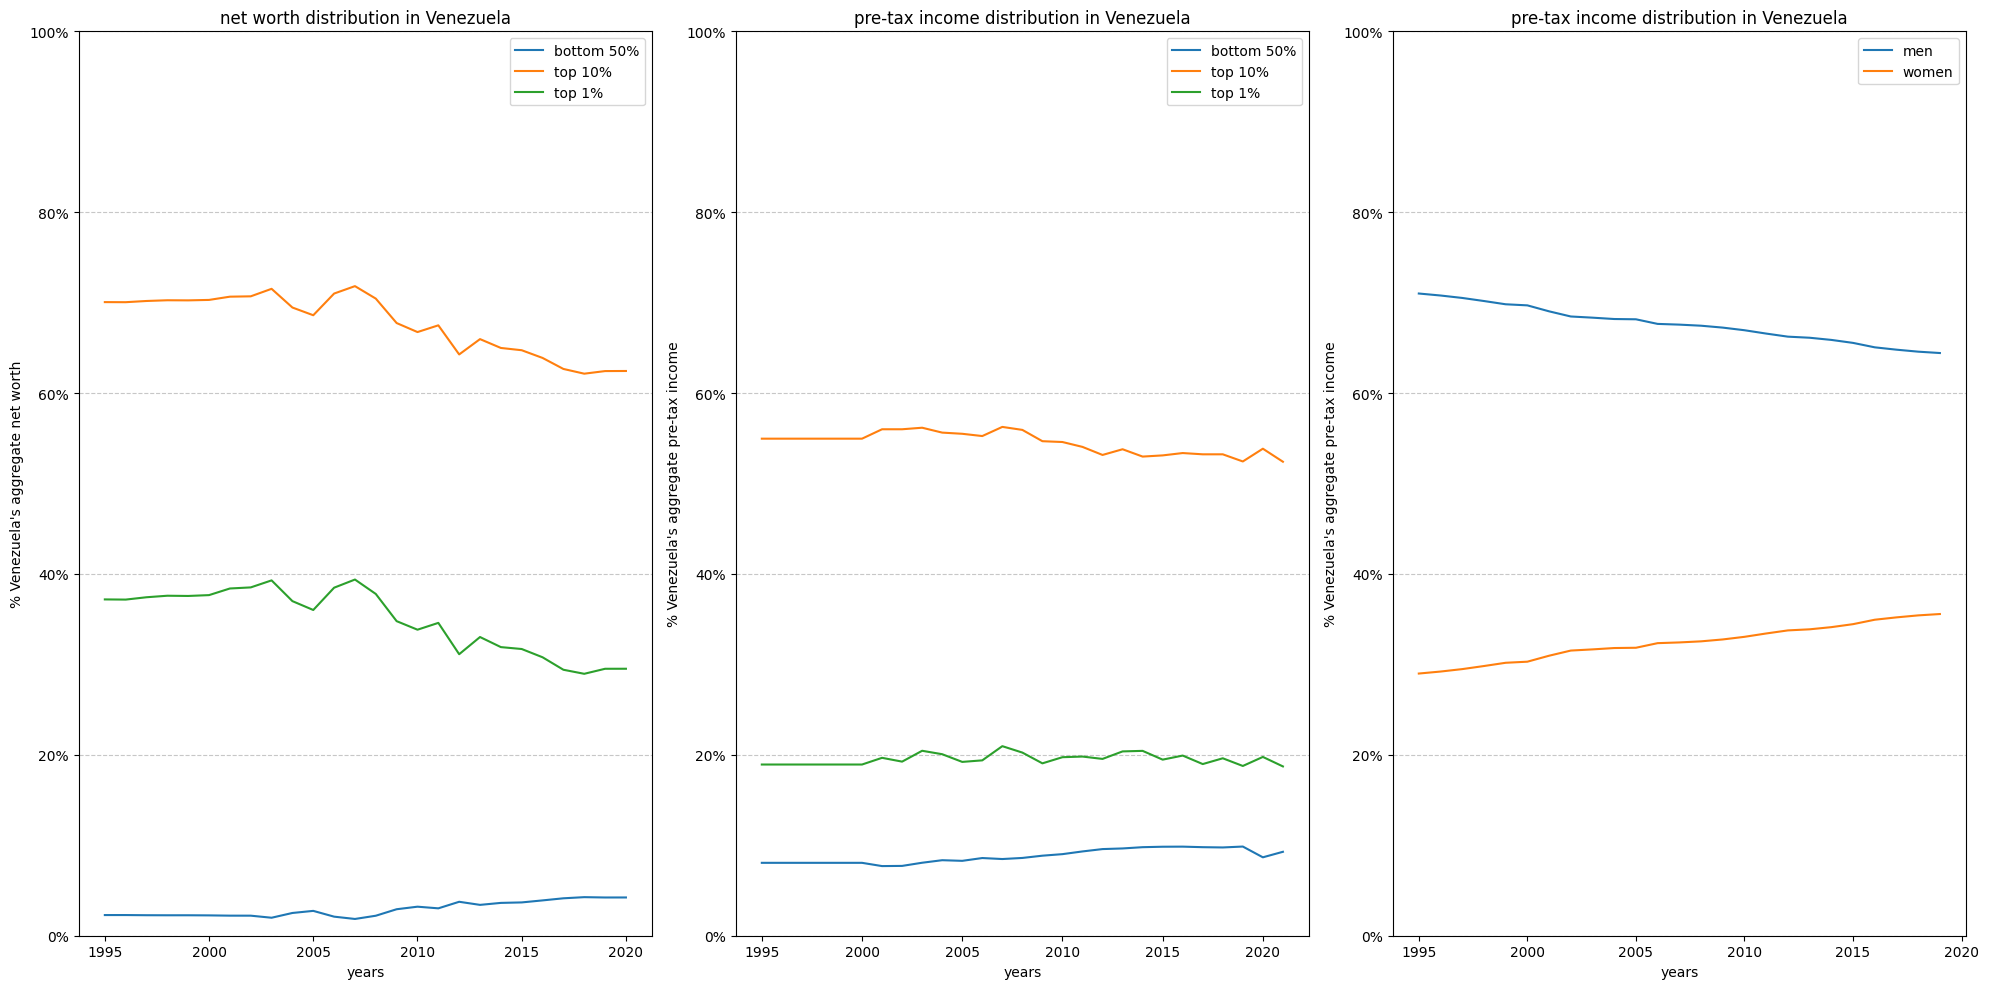 net worth distribution in Venezuela
100%
80%
60%
40%
20%
0%
% Venezuela's aggregate net worth
bottom 50%
top 10%
top 1%
1995 2000 2005 2010 2015 2020
years
pre-tax income distribution in Venezuela
100%
80%
60%
40%
20%
0%
% Venezuela's aggregate pre-tax income
bottom 50%
top 10%
top 1%
1995 2000 2005 2010 2015 2020
years
pre-tax income distribution in Venezuela
100%
80%
60%
40%
20%
0%
% Venezuela's aggregate pre-tax income
men
women
1995 2000 2005 2010 2015 2020
years